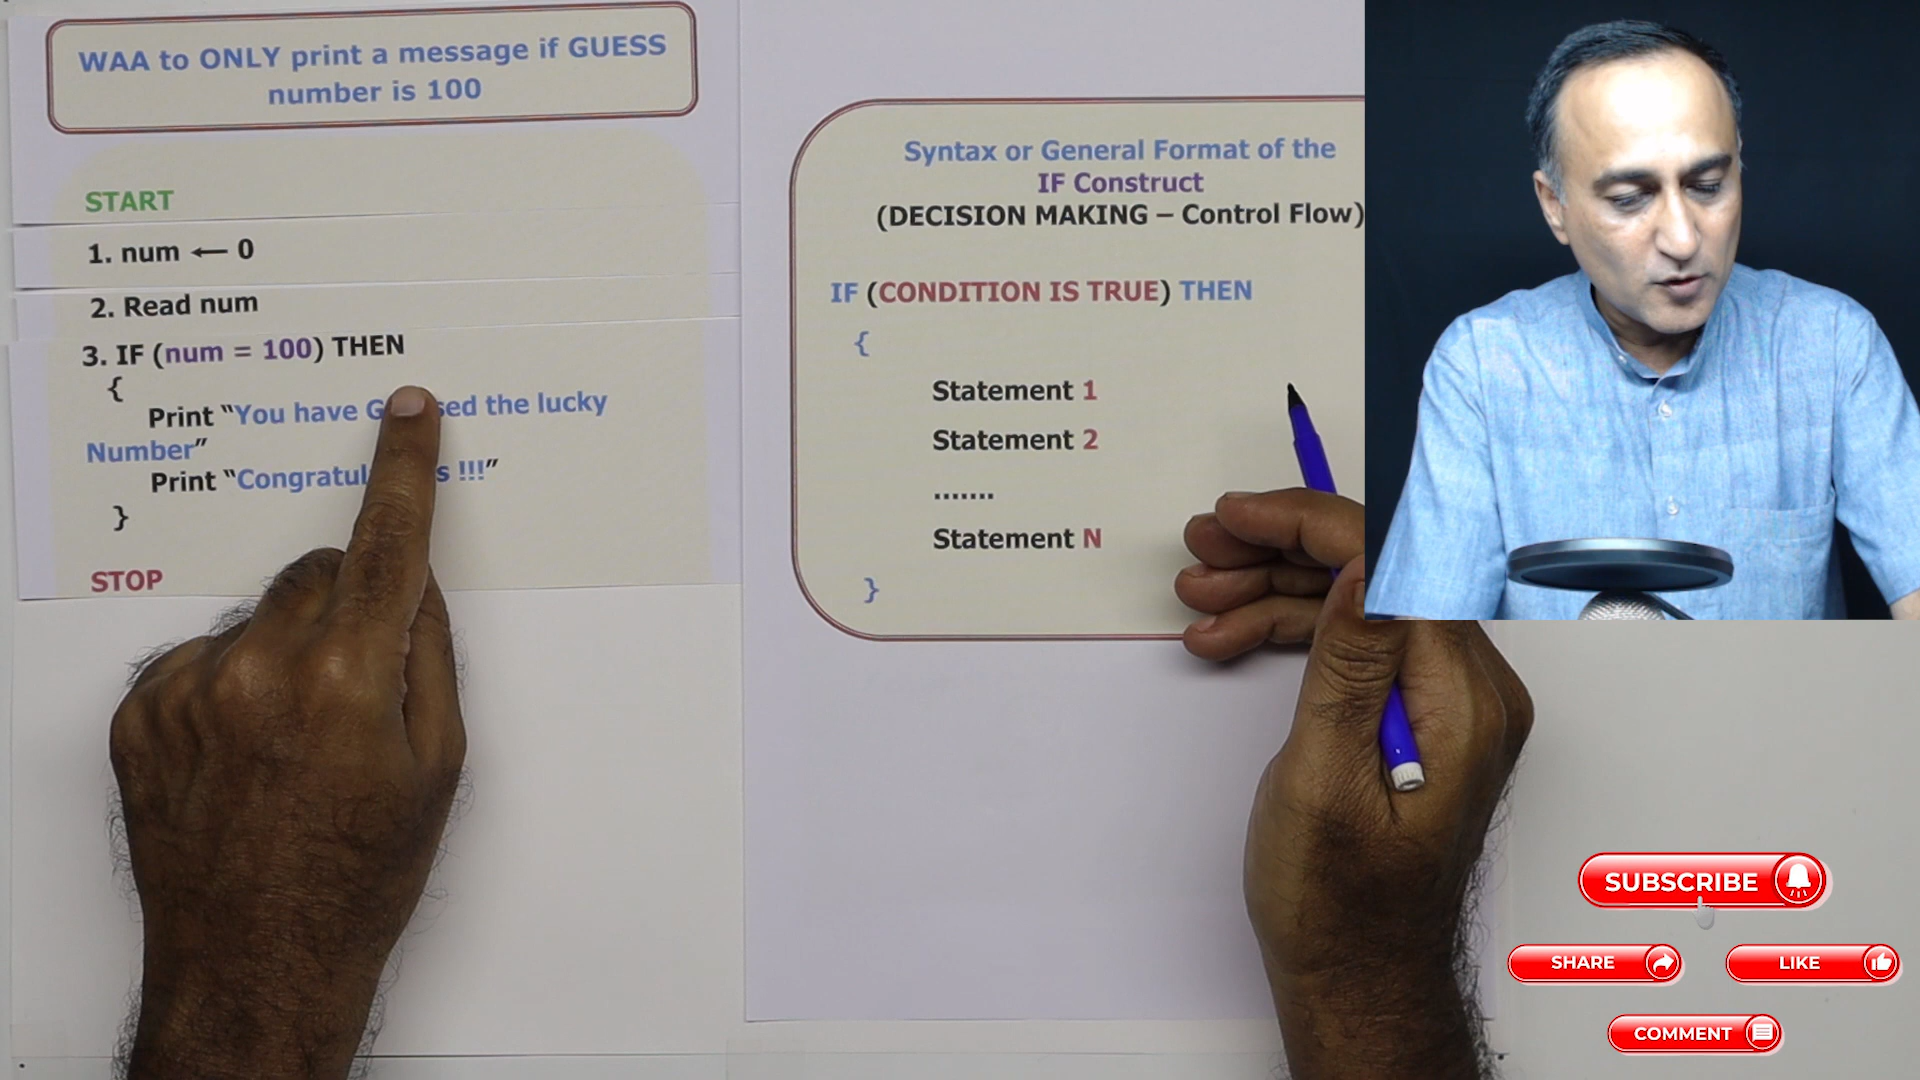 WAA to ONLY print a message if GUESS
number is 100
START
1. num ← 0
2. Read num
3. IF (num = 100) THEN
{
Print “You have sed the lucky
Number”
Print “ !!!”
}
STOP
Syntax or General Format of the
IF Construct
(DECISION MAKING – Control Flow)
IF (CONDITION IS TRUE) THEN
{
Statement 1
Statement 2
.......
Statement N
}
SUBSCRIBE
SHARE
LIKE
COMMENT